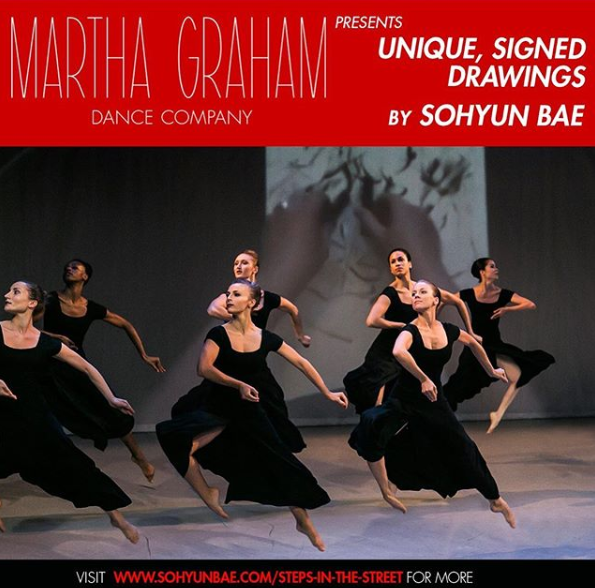 MARTHA GRAHAM
DANCE COMPANY
PRESENTS
UNIQUE, SIGNED
DRAWINGS
BY SOHYUN BAE
VISIT WWW.SOHYUNBAE.COM/STEPS-IN-THE-STREET FOR MORE